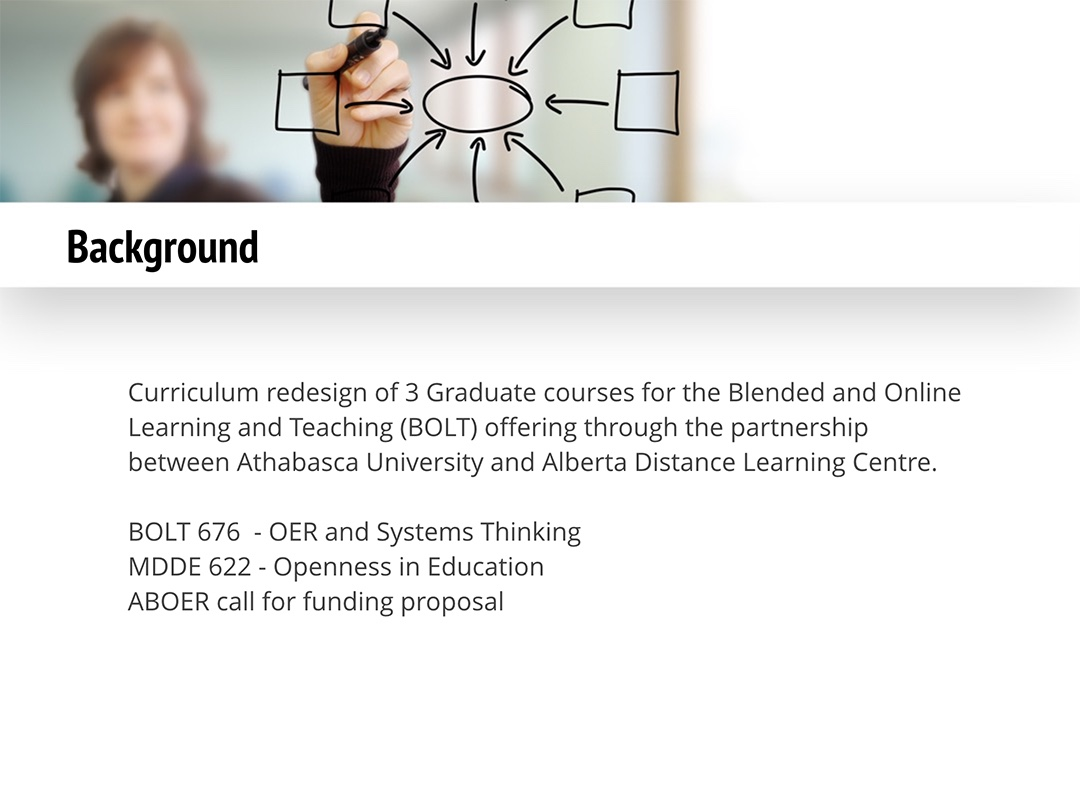 Background
Curriculum redesign of 3 Graduate courses for the Blended and Online
Learning and Teaching (BOLT) offering through the partnership
between Athabasca University and Alberta Distance Learning Centre.
BOLT 676  - OER and Systems Thinking
MDDE 622 - Openness in Education
ABOER call for funding proposal